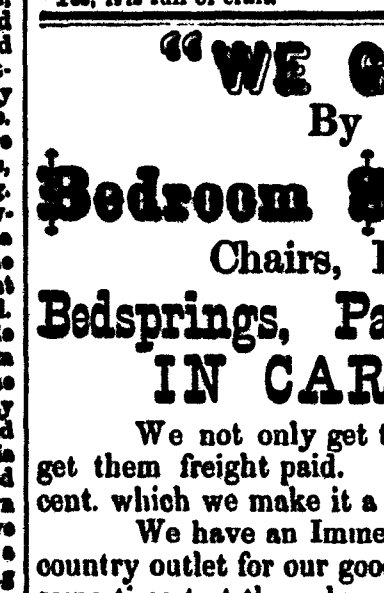 “WE
By
Bedroom
Chairs,
Bedsprings,
IN CAR
We not only get
get them freight paid.
cent. which we make it a
We have an Imme
country outlet for our goo